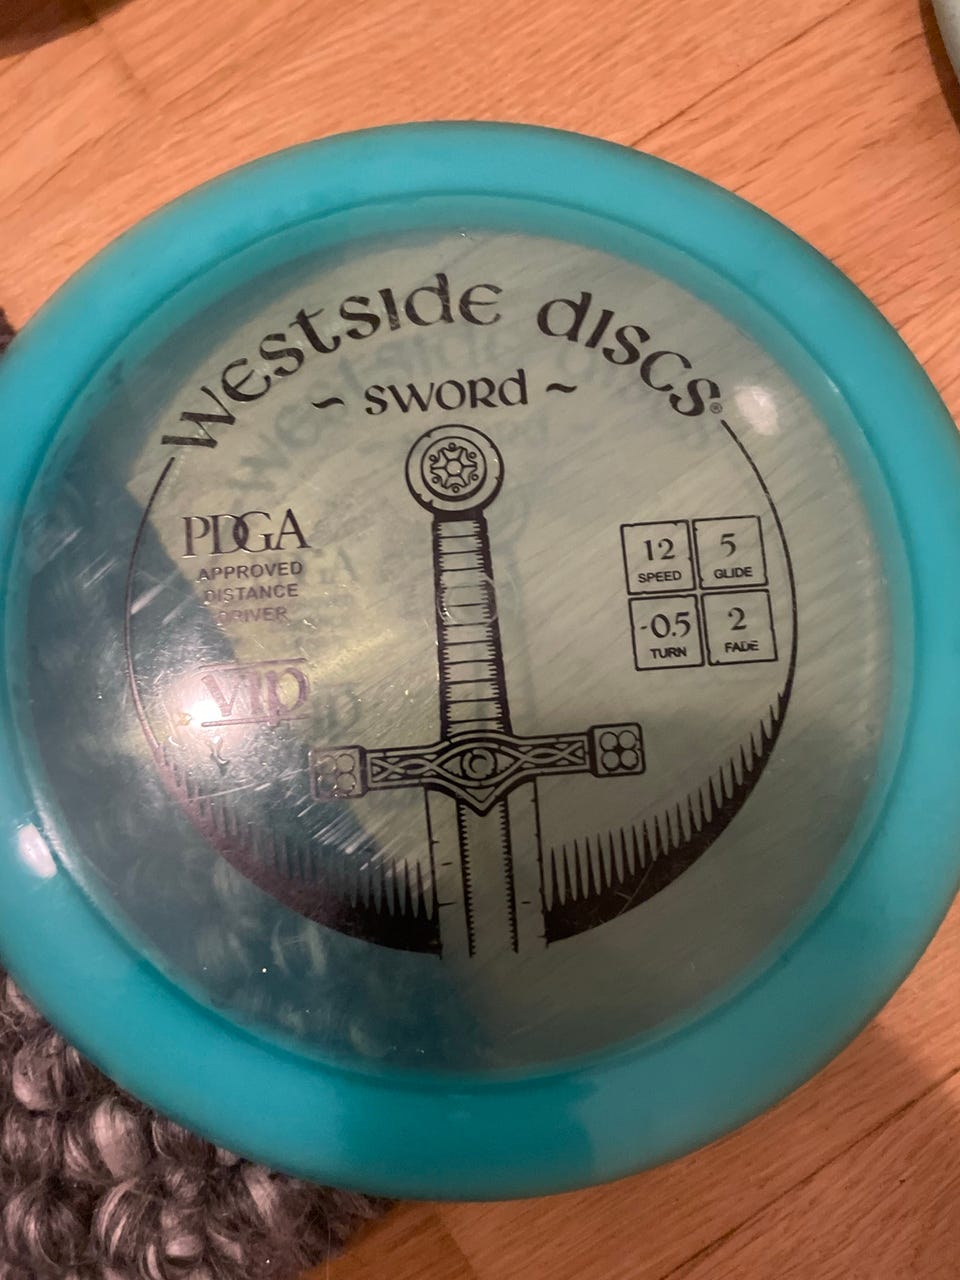 westside discs®
~ sword ~
PDGA
APPROVED
DISTANCE
DRIVER
VIP
12 5
SPEED GLIDE
-0.5 2
TURN FADE